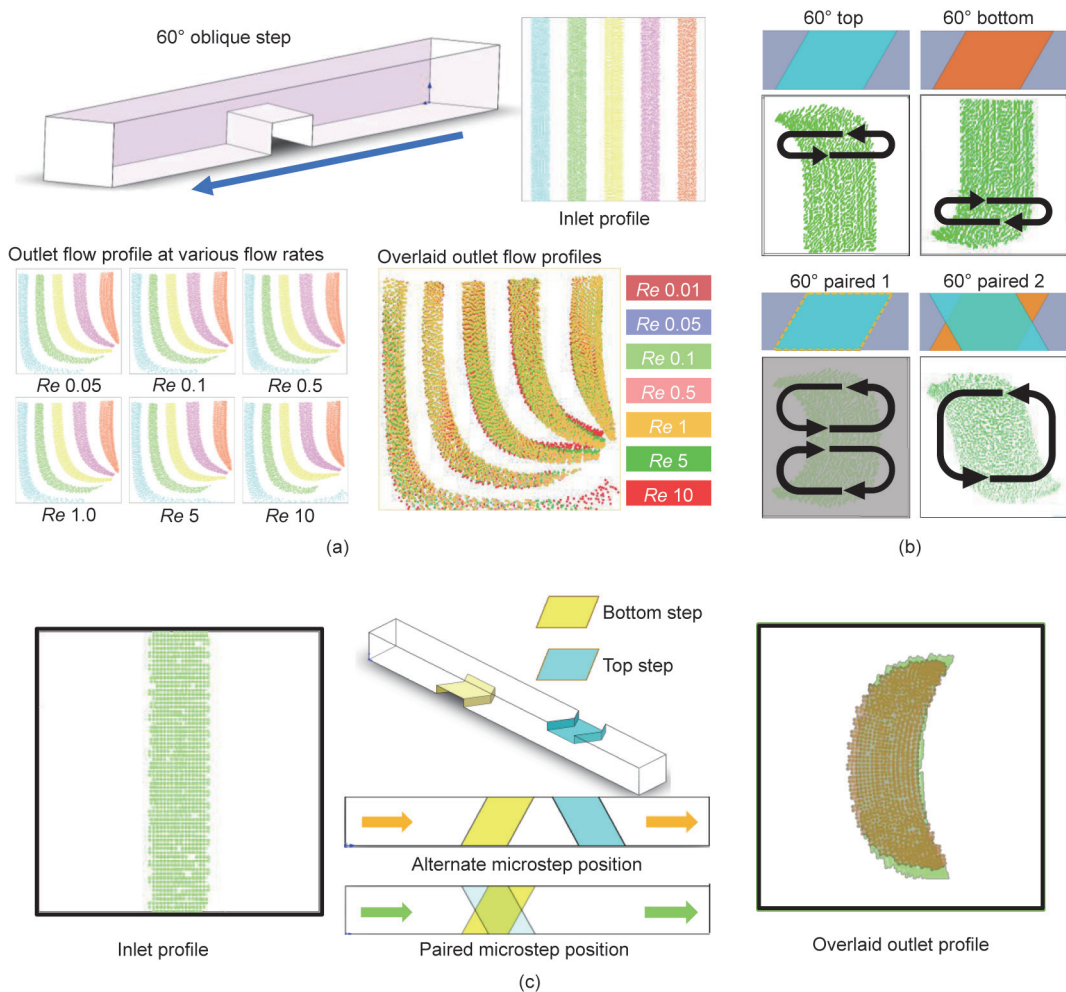 60° oblique step
Inlet profile
Outlet flow profile at various flow rates
Re 0.05
Re 0.1
Re 0.5
Re 1.0
Re 5
Re 10
Overlaid outlet flow profiles
Re 0.01
Re 0.05
Re 0.1
Re 0.5
Re 1
Re 5
Re 10
(a)
60° top
60° bottom
60° paired 1
60° paired 2
(b)
Inlet profile
Bottom step
Top step
Alternate microstep position
Paired microstep position
Overlaid outlet profile
(c)